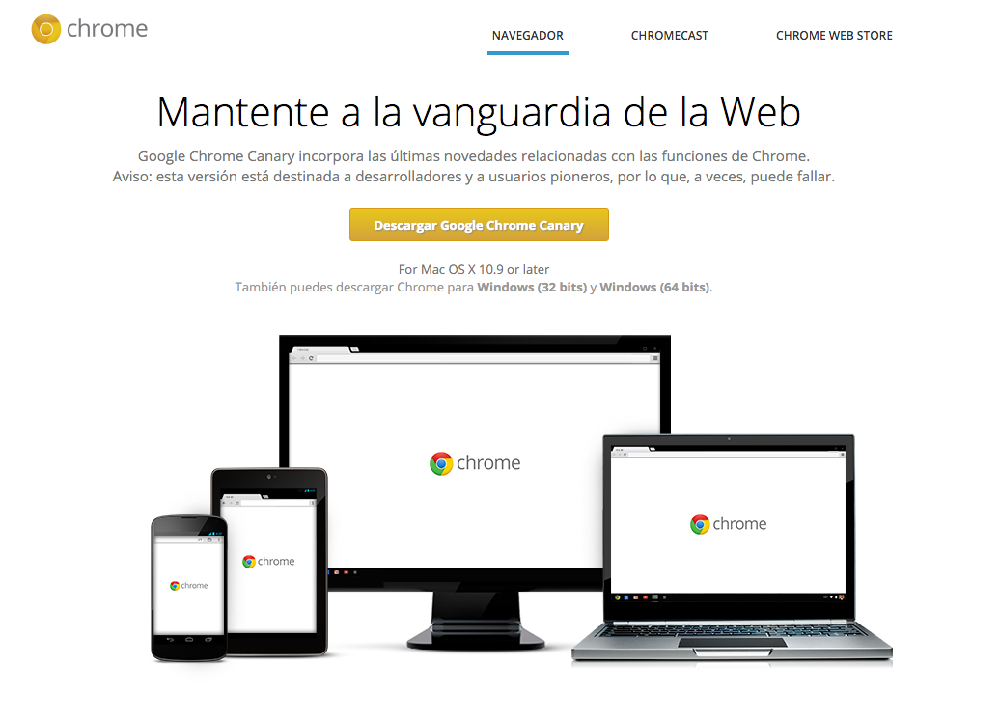 chrome
NAVEGADOR
CHROMECAST
CHROME WEB STORE
Mantente a la vanguardia de la Web
Google Chrome Canary incorpora las últimas novedades relacionadas con las funciones de Chrome.
Aviso: esta versión está destinada a desarrolladores y a usuarios pioneros, por lo que, a veces, puede fallar.
Descargar Google Chrome Canary
For Mac OS X 10.9 or later
También puedes descargar Chrome para Windows (32 bits) y Windows (64 bits).
chrome
chrome
chrome
chrome